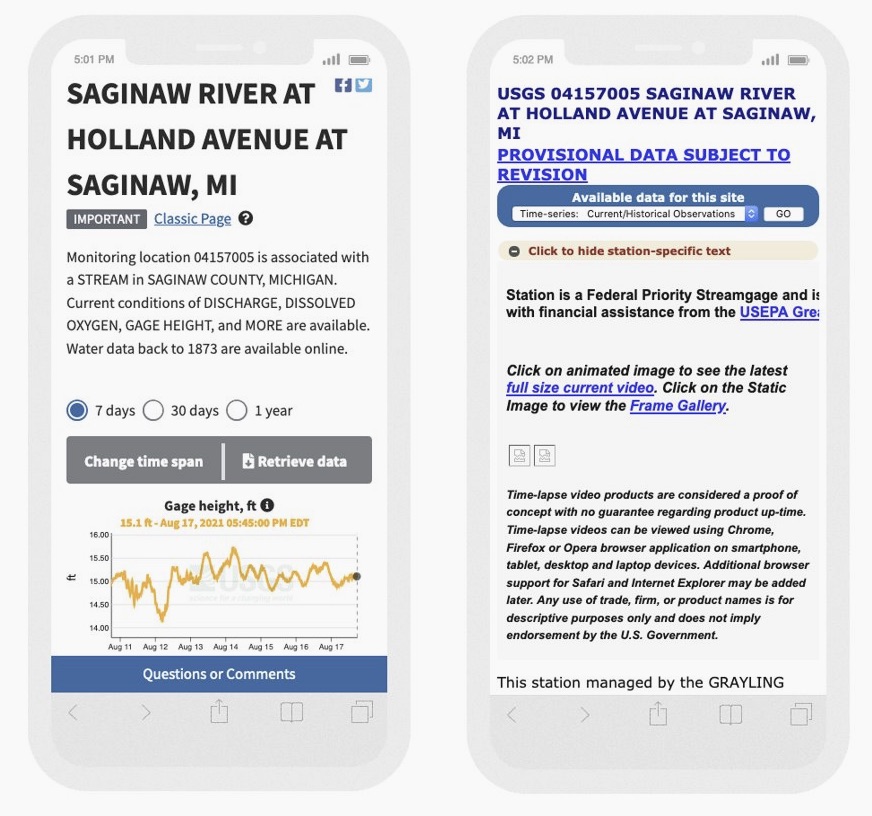 5:01 PM
SAGINAW RIVER AT
HOLLAND AVENUE AT
SAGINAW, MI
IMPORTANT Classic Page ?
Monitoring location 04157005 is associated with
a STREAM in SAGINAW COUNTY, MICHIGAN.
Current conditions of DISCHARGE, DISSOLVED
OXYGEN, GAGE HEIGHT, and MORE are available.
Water data back to 1873 are available online.
7 days 30 days 1 year
Change time span Retrieve data
Gage height, ft
15.1 ft - Aug 17, 2021 05:45:00 PM EDT
16.00
15.50
15.00
14.50
14.00
ft
USGS
science for a changing world
Aug 11 Aug 12 Aug 13 Aug 14 Aug 15 Aug 16 Aug 17
Questions or Comments
5:02 PM
USGS 04157005 SAGINAW RIVER
AT HOLLAND AVENUE AT SAGINAW,
MI
PROVISIONAL DATA SUBJECT TO
REVISION
Available data for this site
Time-series: Current/Historical Observations GO
Click to hide station-specific text
Station is a Federal Priority Streamgage and is
with financial assistance from the USEPA Grea
Click on animated image to see the latest
full size current video. Click on the Static
Image to view the Frame Gallery.
Time-lapse video products are considered a proof of
concept with no guarantee regarding product up-time.
Time-lapse videos can be viewed using Chrome,
Firefox or Opera browser application on smartphone,
tablet, desktop and laptop devices. Additional browser
support for Safari and Internet Explorer may be added
later. Any use of trade, firm, or product names is for
descriptive purposes only and does not imply
endorsement by the U.S. Government.
This station managed by the GRAYLING